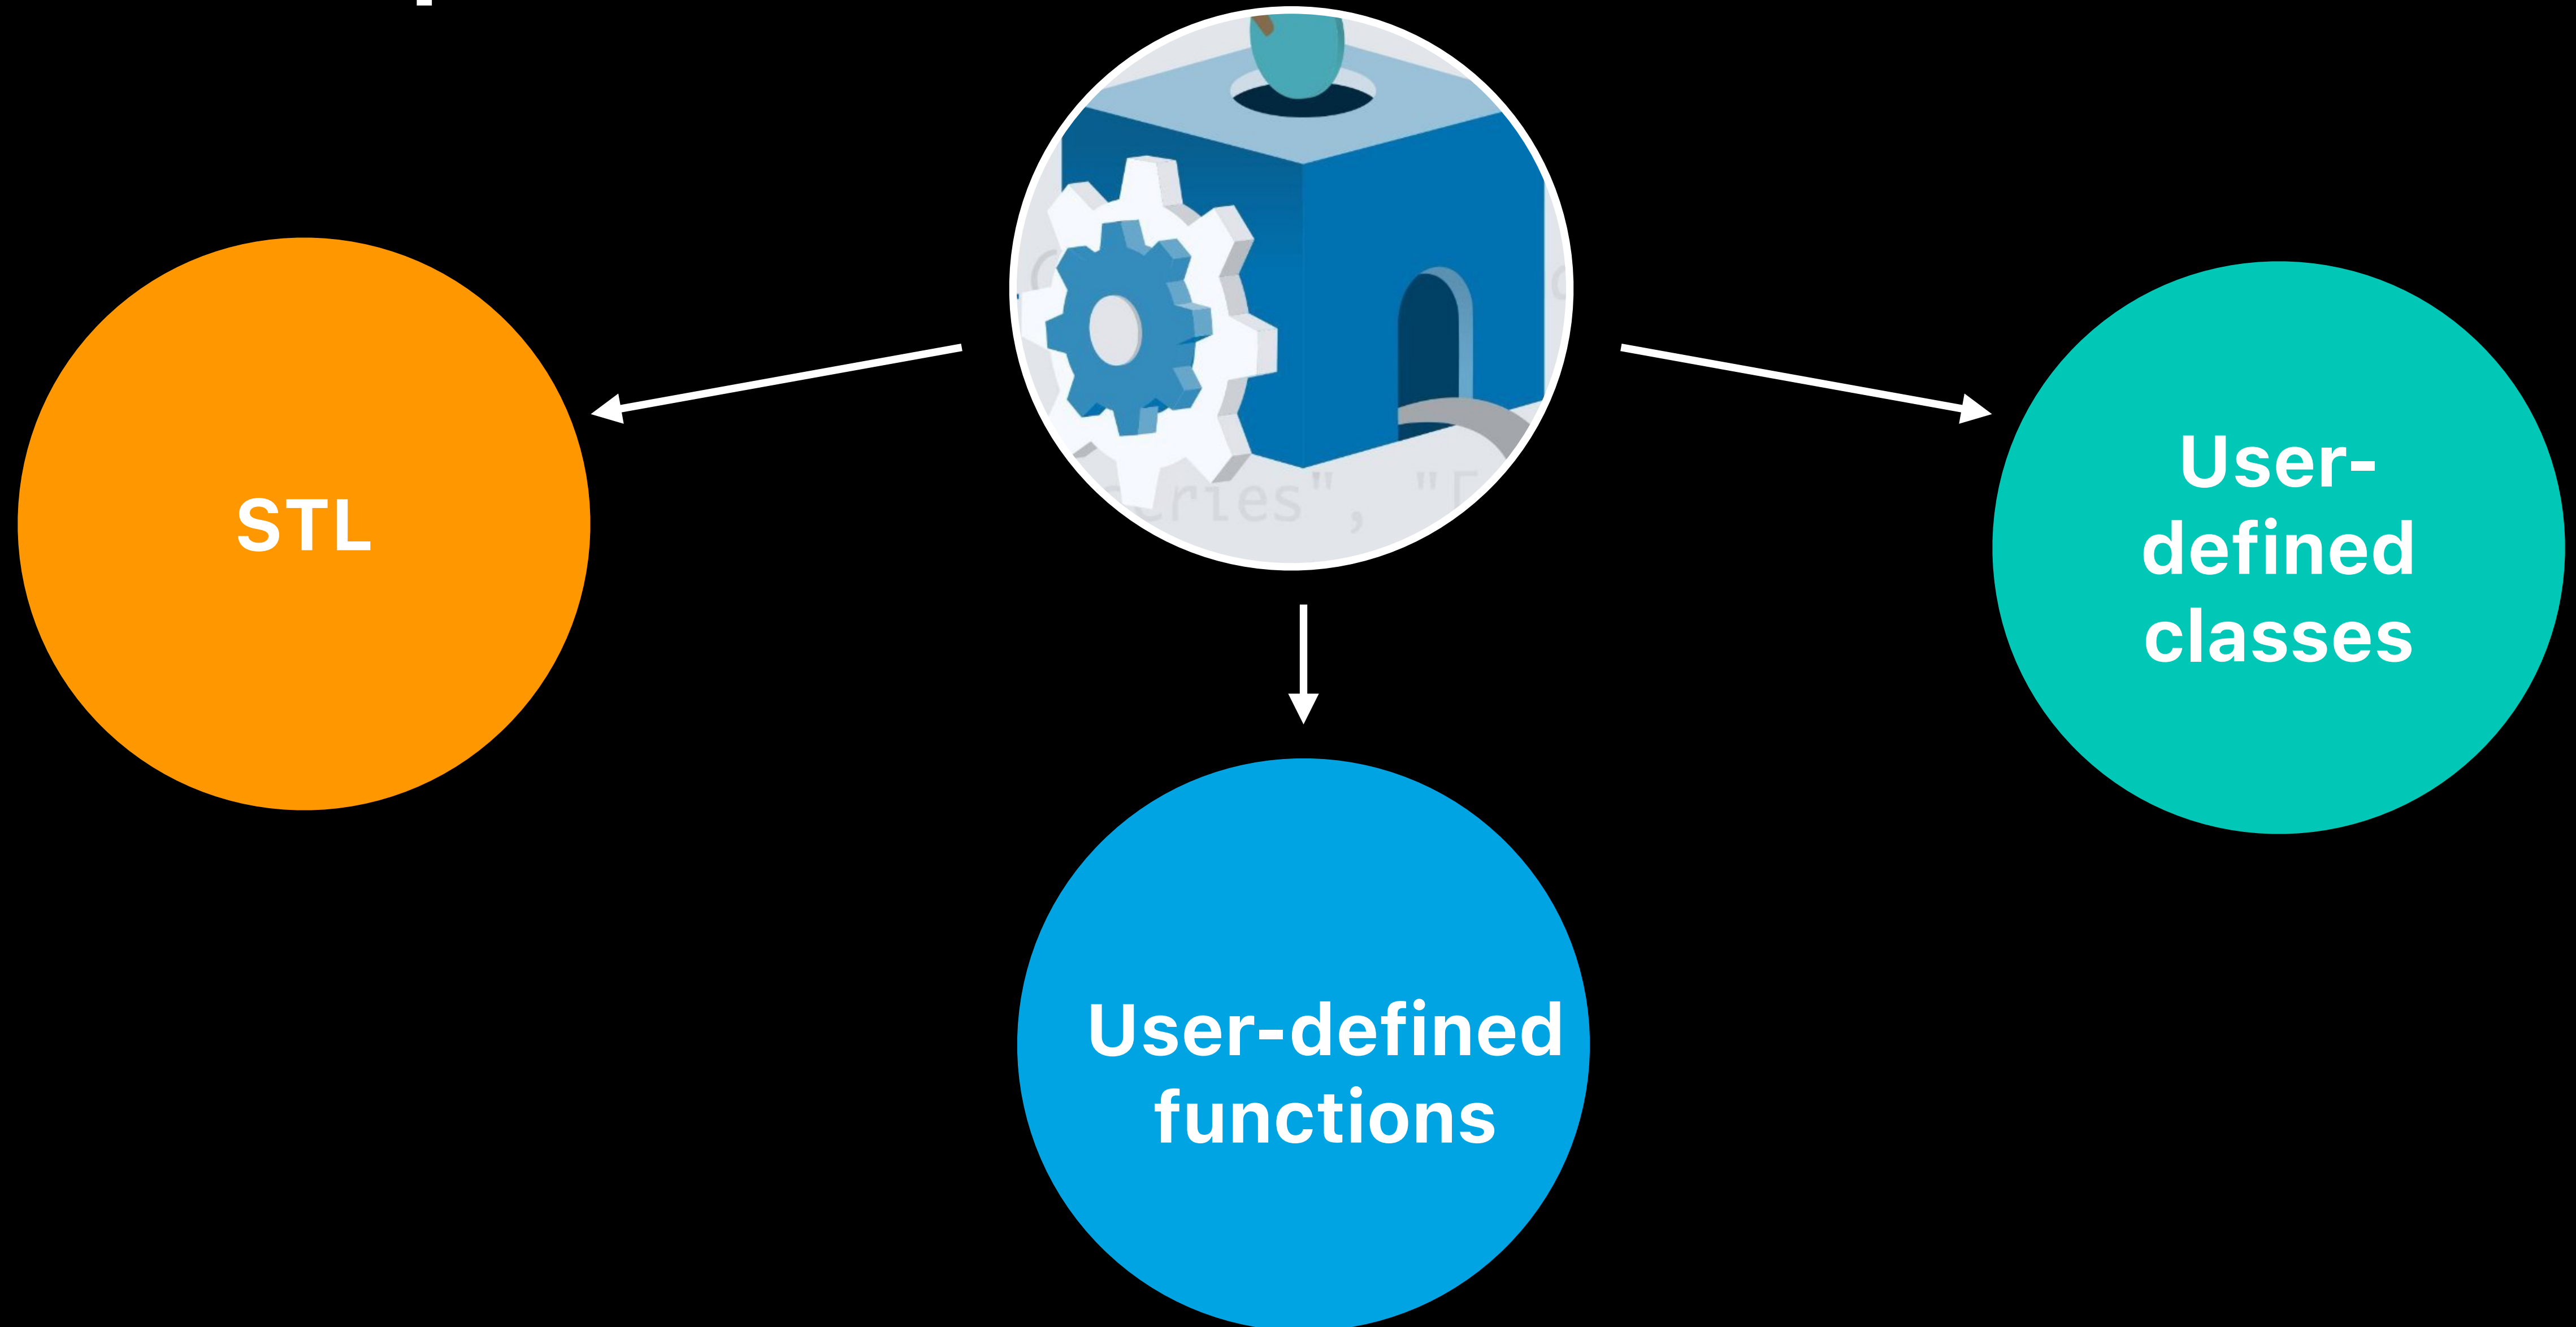 STL
User-
defined
classes
User-defined
functions